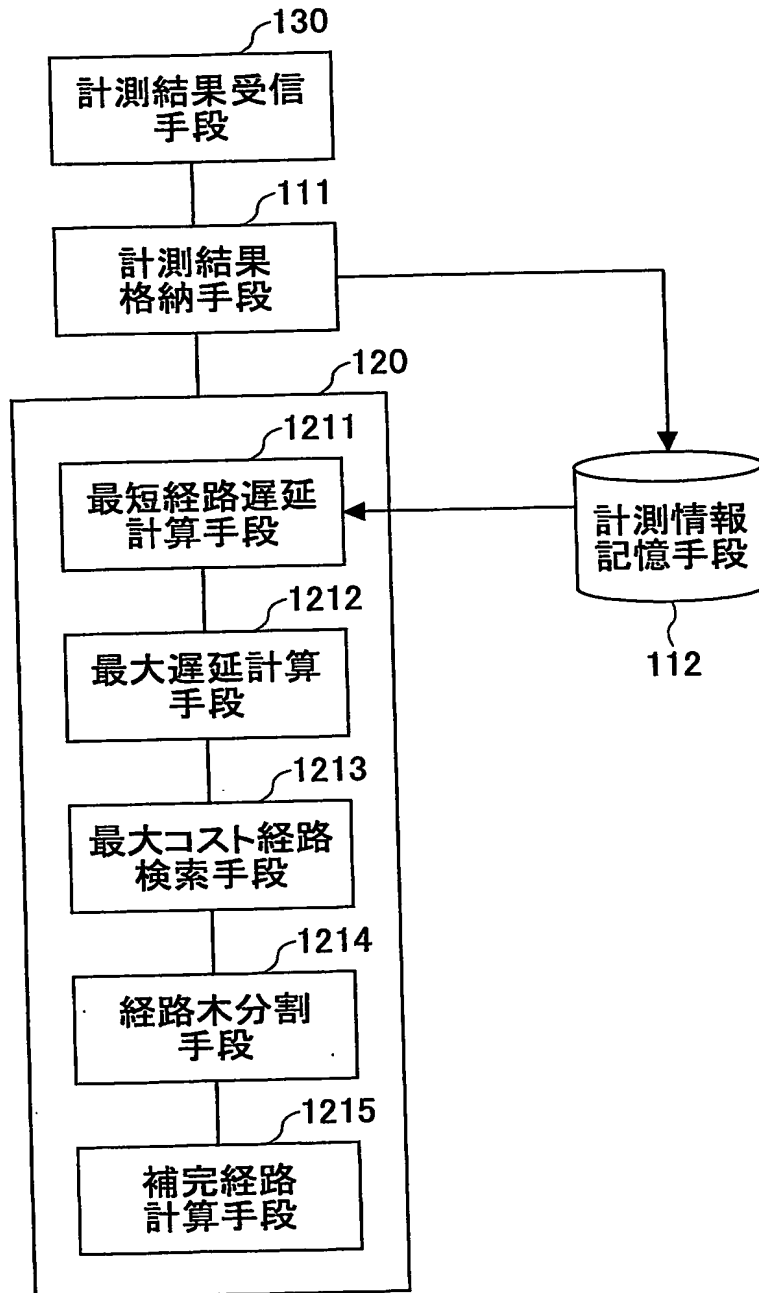 130
計測結果受信
手段
111
計測結果
格納手段
120
1211
最短経路遅延
計算手段
計測情報
記憶手段
112
1212
最大遅延計算
手段
1213
最大コスト経路
検索手段
1214
経路木分割
手段
1215
補完経路
計算手段